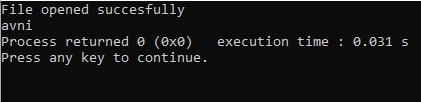 File opened succesfully
avni
Process returned 0 (0x0)   execution time : 0.031 s
Press any key to continue.